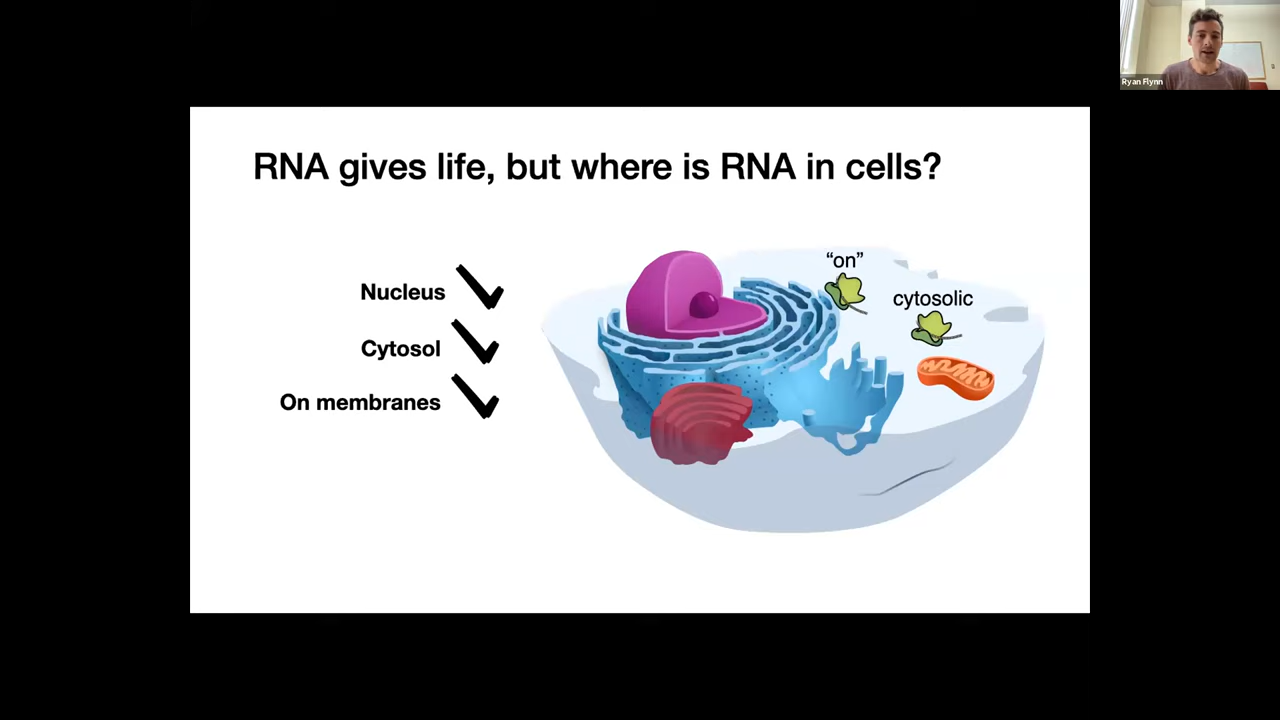 Ryan Flynn
RNA gives life, but where is RNA in cells?
Nucleus
Cytosol
On membranes
“on”
cytosolic